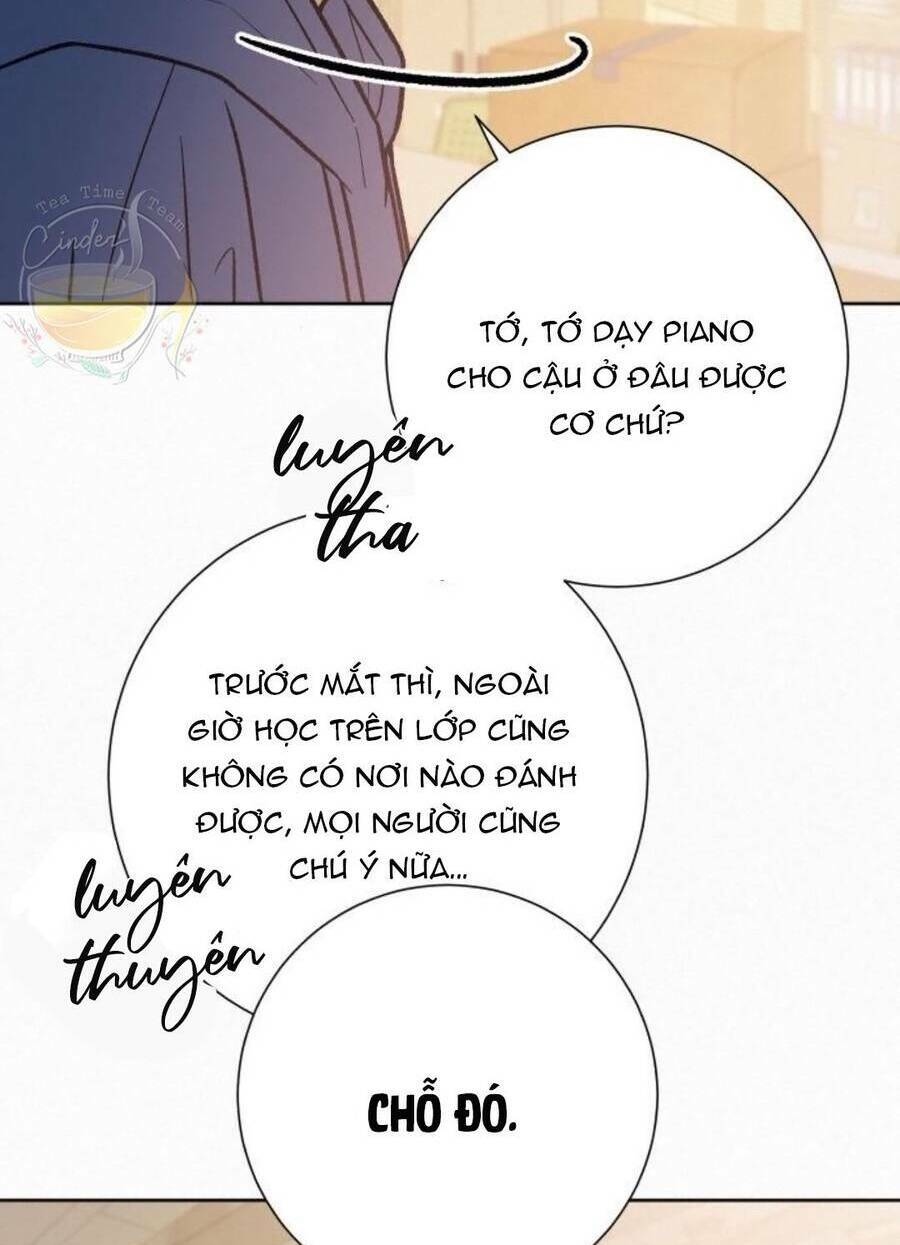 Tea Time Team
Cinder
TỚ, TỚ DẠY PIANO
CHO CẬU Ở ĐÂU ĐƯỢC
CƠ CHỨ?
luyên
tha
TRƯỚC MẮT THÌ, NGOÀI
GIỜ HỌC TRÊN LỚP CŨNG
KHÔNG CÓ NƠI NÀO ĐÁNH
ĐƯỢC, MỌI NGƯỜI CŨNG
CHÚ Ý NỮA...
luyên
thuyên
CHỖ ĐÓ.